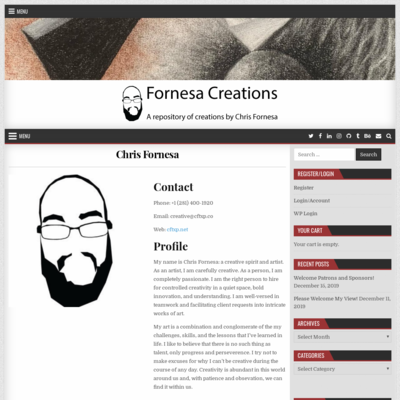 MENU
Fornesa Creations
A repository of creations by Chris Fornesa
MENU
Chris Fornesa
Contact
Phone: +1 (281) 400-1920
Email: creative@cftsp.co
Web: cftsp.net
Profile
My name is Chris Fornesa: a creative spirit and artist.
As an artist, I am carefully creative. As a person, I am
completely passionate. I am the right person to hire
for controlled creativity in a quiet space, bold
innovation, and understanding. I am well-versed in
teamwork and facilitating client requests into intricate
works of art
My art is a combination and conglomerate of the my
challenges, skills, and the lessons that I've learned in
life. I like to believe that there is no such thing as
talent, only progress and perseverence. I try not to
make excuses for why I can't be creative during the
course of any day. Creativity is abundant in this world
around us and, with patience and observation, we can
find it within us.
Search ...
Search
REGISTER/LOGIN
Register
Login/Account
WP Login
YOUR CART
Your cart is empty.
RECENT POSTS
Welcome Patrons and Sponsors!
December 21, 2019
Please Welcome My View! December 11,
2019
ARCHIVES
Select Month
CATEGORIES
Select Category